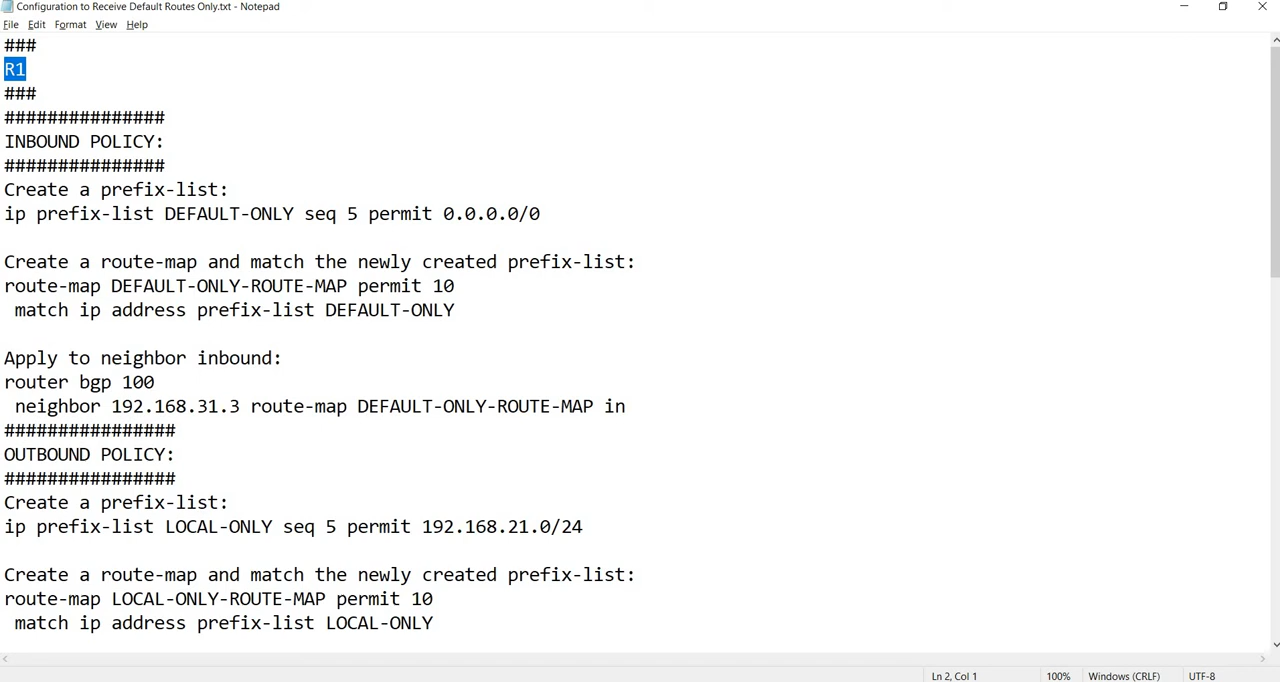 Configuration to Receive Default Routes Only.txt - Notepad
File Edit Format View Help
###
R1
###
###############
INBOUND POLICY:
###############
Create a prefix-list:
ip prefix-list DEFAULT-ONLY seq 5 permit 0.0.0.0/0
Create a route-map and match the newly created prefix-list:
route-map DEFAULT-ONLY-ROUTE-MAP permit 10
match ip address prefix-list DEFAULT-ONLY
Apply to neighbor inbound:
router bgp 100
neighbor 192.168.31.3 route-map DEFAULT-ONLY-ROUTE-MAP in
################
OUTBOUND POLICY:
################
Create a prefix-list:
ip prefix-list LOCAL-ONLY seq 5 permit 192.168.21.0/24
Create a route-map and match the newly created prefix-list:
route-map LOCAL-ONLY-ROUTE-MAP permit 10
match ip address prefix-list LOCAL-ONLY
Ln 2, Col 1 100% Windows (CRLF) UTF-8